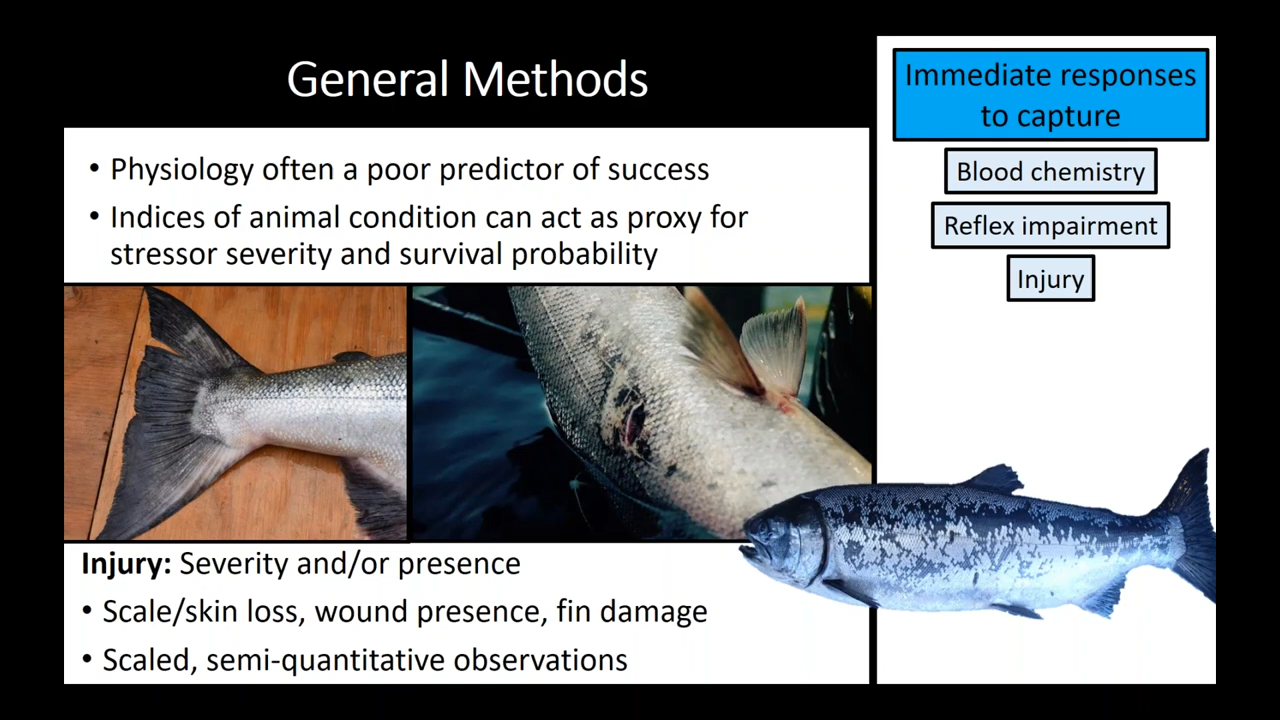 General Methods
• Physiology often a poor predictor of success
• Indices of animal condition can act as proxy for
stressor severity and survival probability
Injury: Severity and/or presence
• Scale/skin loss, wound presence, fin damage
• Scaled, semi-quantitative observations
Immediate responses
to capture
Blood chemistry
Reflex impairment
Injury